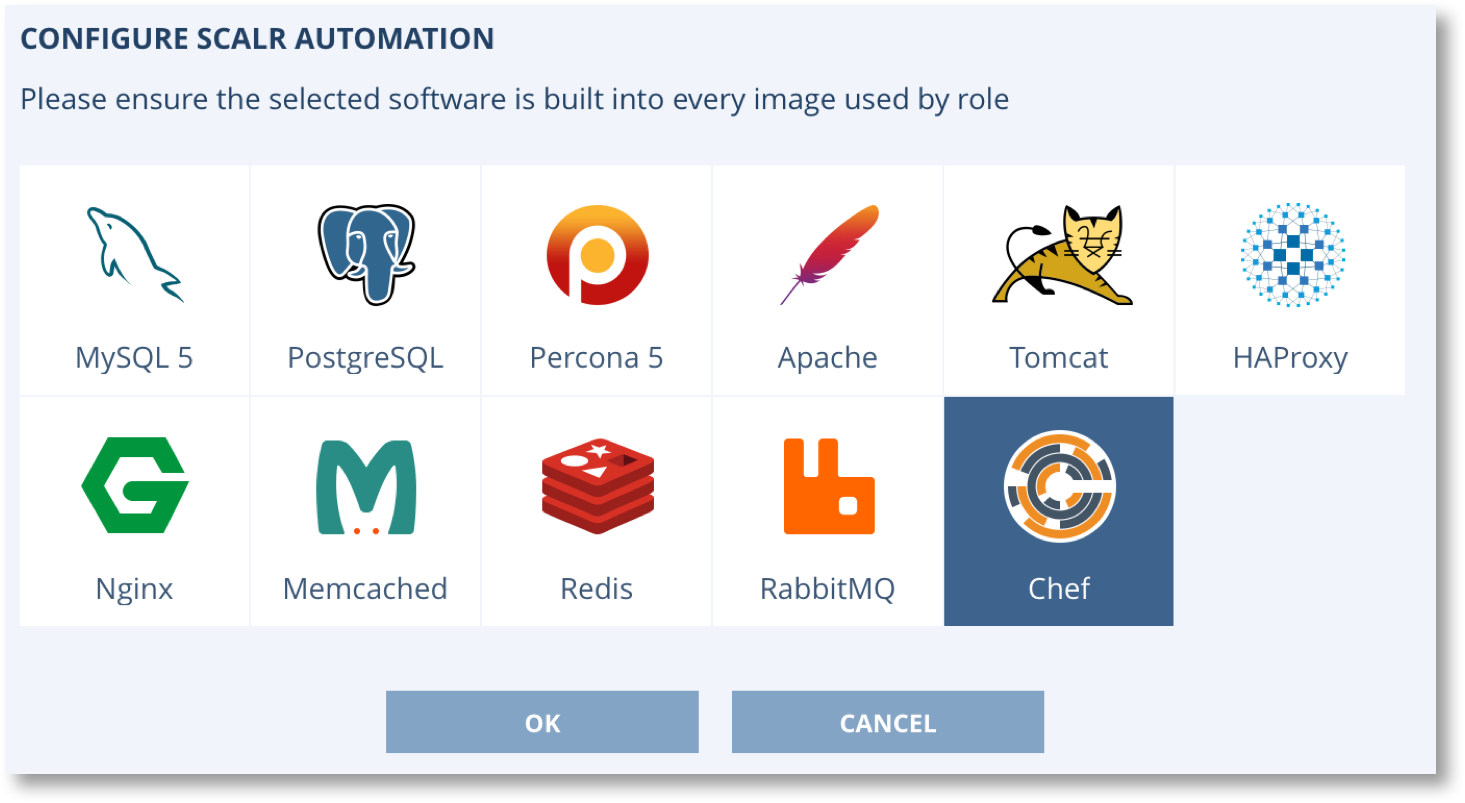 CONFIGURE SCALR AUTOMATION
Please ensure the selected software is built into every image used by role
MySQL 5
PostgreSQL
Percona 5
Apache
Tomcat
HAProxy
Nginx
Memcached
Redis
RabbitMQ
Chef
OK
CANCEL